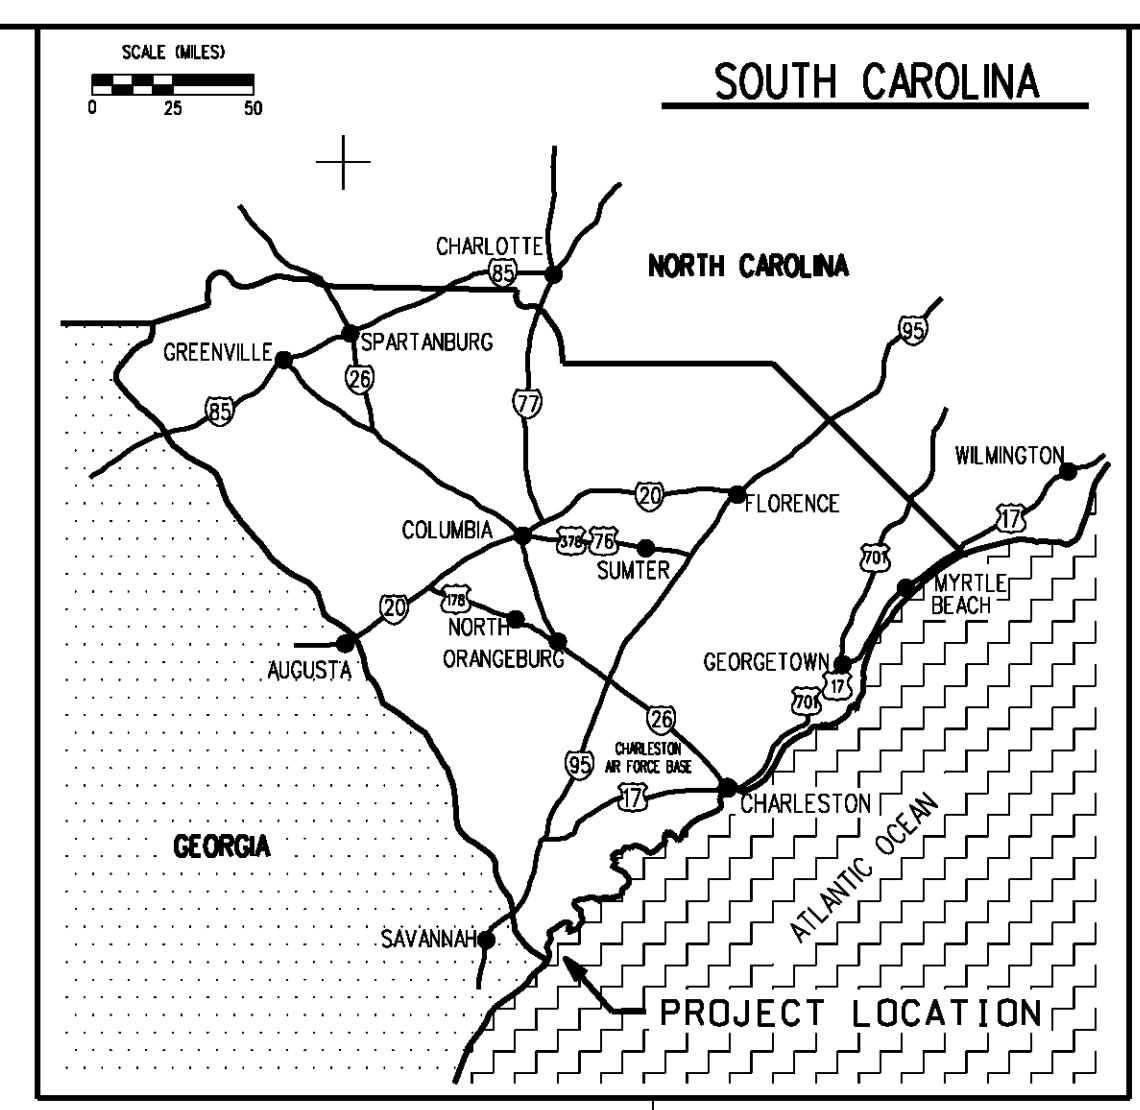 SCALE (MILES)
0 25 50
SOUTH CAROLINA
CHARLOTTE
85
NORTH CAROLINA
95
GREENVILLE
SPARTANBURG
26
85
77
WILMINGTON
20
FLORENCE
17
COLUMBIA
378
76
SUMTER
701
MYRTLE
BEACH
20
178
NORTH
ORANGEBURG
AUGUSTA
GEORGETOWN
17
701
26
CHARLESTON
AIR FORCE BASE
95
17
CHARLESTON
GEORGIA
ATLANTIC OCEAN
SAVANNAH
PROJECT LOCATION